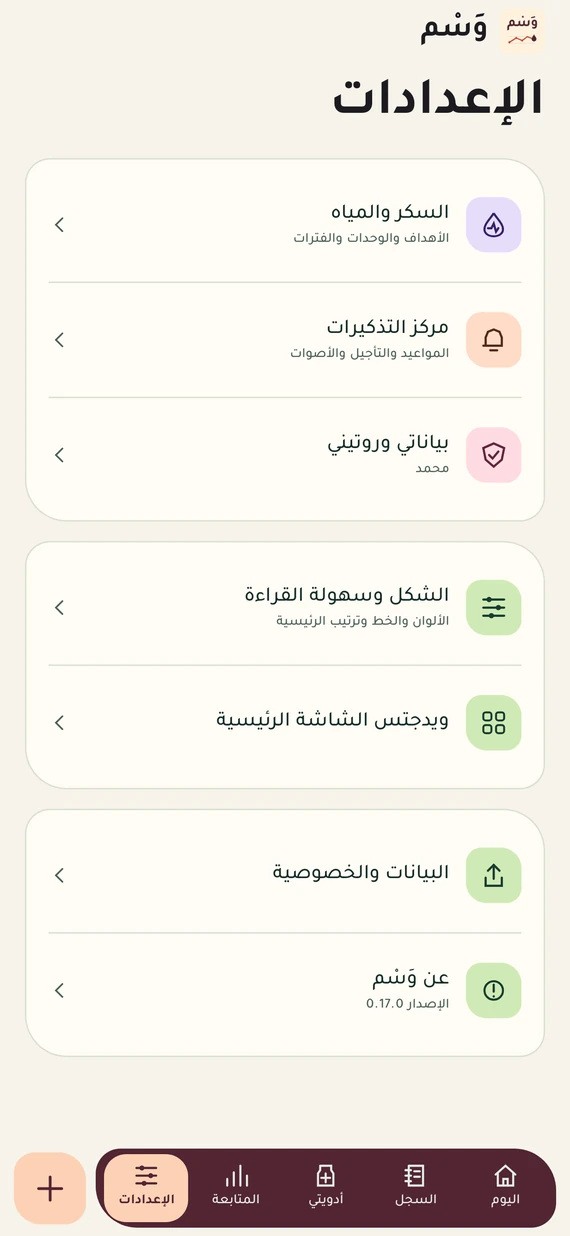 وَسْم
وَسْم
الإعدادات
السكر والمياه
الأهداف والوحدات والفترات
مركز التذكيرات
المواعيد والتأجيل والأصوات
بياناتي وروتيني
محمد
الشكل وسهولة القراءة
الألوان والخط وترتيب الرئيسية
ويدجتس الشاشة الرئيسية
البيانات والخصوصية
عن وَسْم
الإصدار 0.17.0
اليوم
السجل
أدويتي
المتابعة
الإعدادات